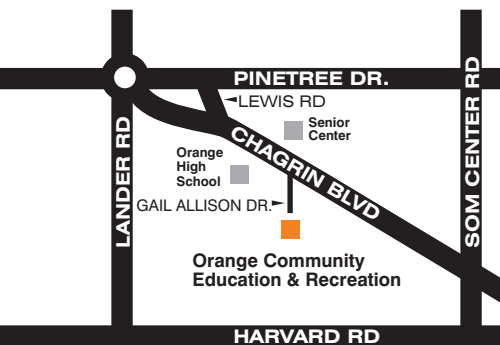 PINETREE DR.
LEWIS RD
Senior
Center
CHAGRIN BLVD
Orange
High
School
LANDER RD
SOM CENTER RD
GAIL ALLISON DR.
Orange Community
Education & Recreation
HARVARD RD